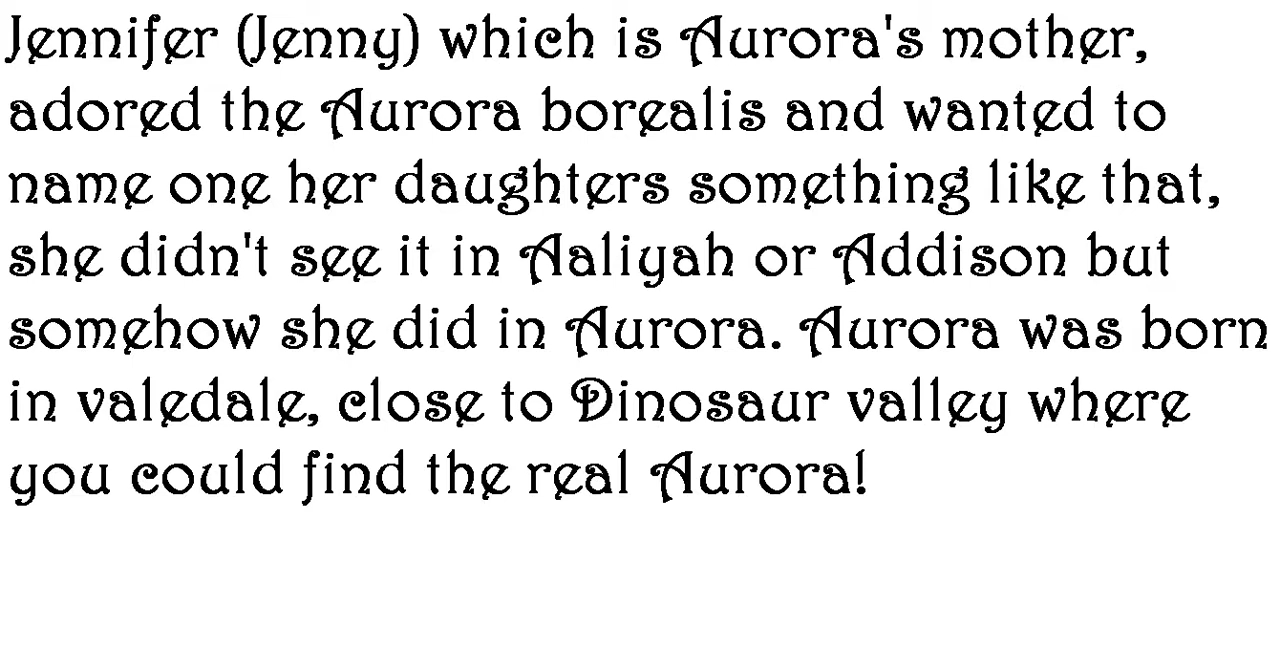 Jennifer (Jenny) which is Aurora's mother,
adored the Aurora borealis and wanted to
name one her daughters something like that,
she didn't see it in Aaliyah or Addison but
somehow she did in Aurora. Aurora was born
in valedale, close to Dinosaur valley where
you could find the real Aurora!